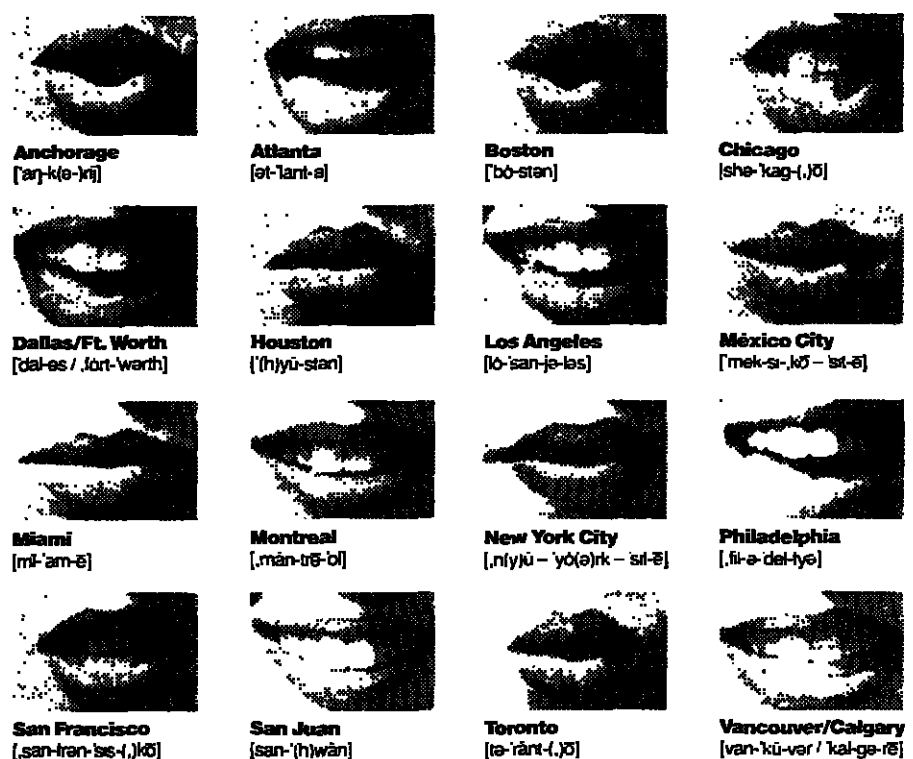 Anchorage
['aŋ-k(ə-)rij]
Atlanta
[ət-'lant-ə]
Boston
['bȯ-stən]
Chicago
[shə-'kag-(,)ō]
Dallas/Ft. Worth
['dal-əs / ,fȯrt-'wərth]
Houston
['(h)yü-stən]
Los Angeles
[lȯ-'san-jə-ləs]
México City
['mek-si-,kō – 'sit-ē]
Miami
[mī-'am-ē]
Montreal
[,män-trē-'ȯl]
New York City
[,n(y)ü – 'yȯ(ə)rk – 'sit-ē]
Philadelphia
[,fil-ə-'del-fyə]
San Francisco
[,san-frən-'sis-(,)kō]
San Juan
[san-'(h)wän]
Toronto
[tə-'ränt-(,)ō]
Vancouver/Calgary
[van-'kü-vər / 'kal-gə-rē]